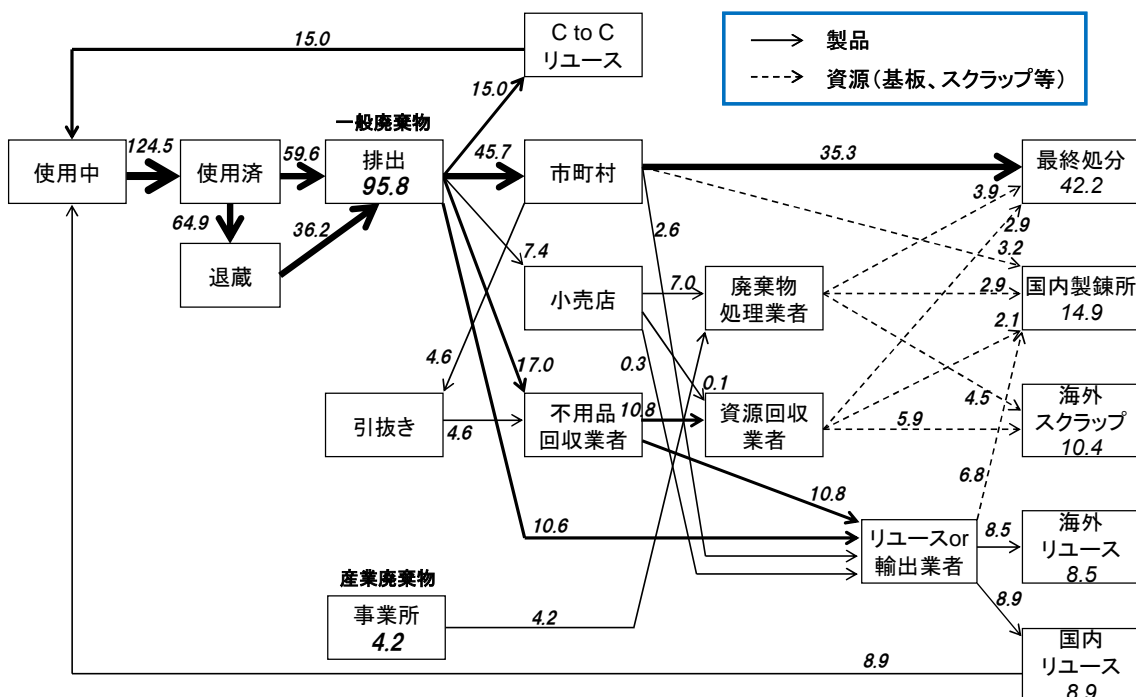 15.0
C to C
リユース
製品
資源(基板、スクラップ等)
15.0
一般廃棄物
使用中
124.5
使用済
59.6
排出
95.8
45.7
市町村
35.3
最終処分
42.2
64.9
36.2
退蔵
3.9
2.9
2.6
3.2
7.4
小売店
7.0
廃棄物
処理業者
2.9
国内製錬所
14.9
2.1
4.6
17.0
0.3
0.1
引抜き
4.6
不用品
回収業者
10.8
資源回収
業者
4.5
5.9
海外
スクラップ
10.4
6.8
10.8
10.6
リユースor
輸出業者
8.5
海外
リユース
8.5
産業廃棄物
事業所
4.2
4.2
8.9
国内
リユース
8.9
8.9